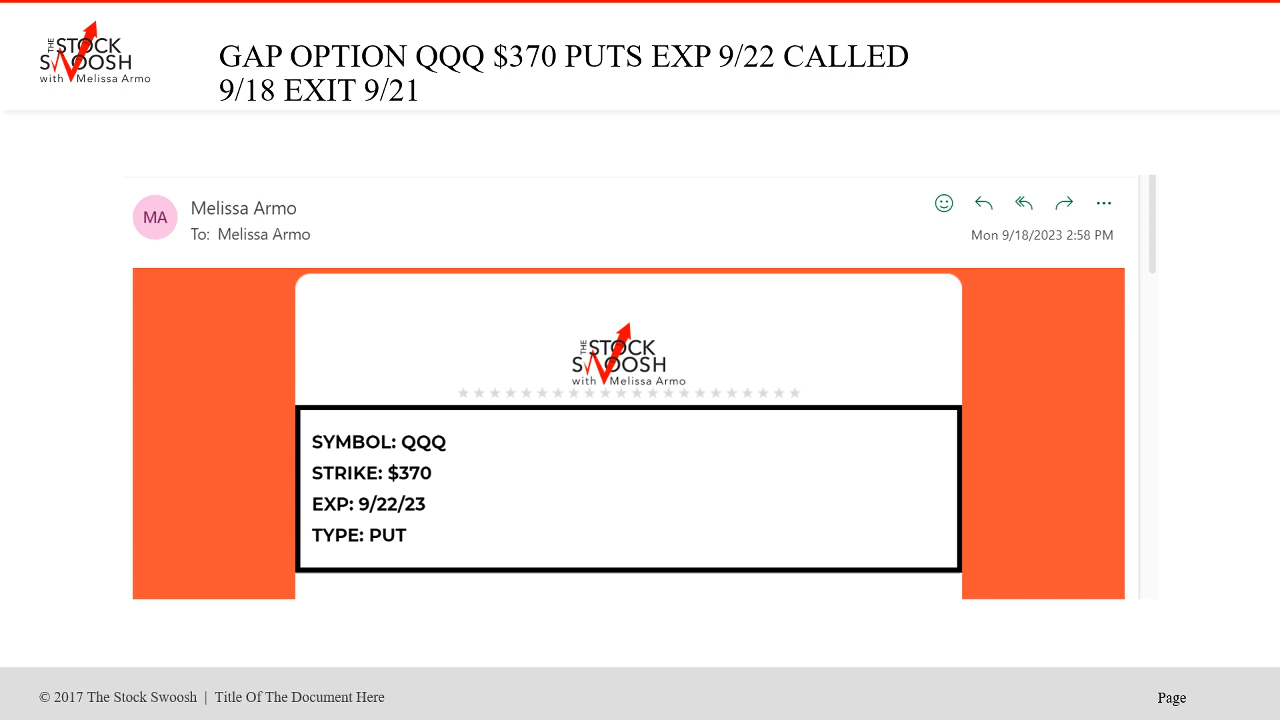 THE
STOCK
SWOOSH
with Melissa Armo
GAP OPTION QQQ $370 PUTS EXP 9/22 CALLED
9/18 EXIT 9/21
MA
Melissa Armo
To: Melissa Armo
Mon 9/18/2023 2:58 PM
THE
STOCK
SWOOSH
with Melissa Armo
SYMBOL: QQQ
STRIKE: $370
EXP: 9/22/23
TYPE: PUT
© 2017 The Stock Swoosh | Title Of The Document Here
Page